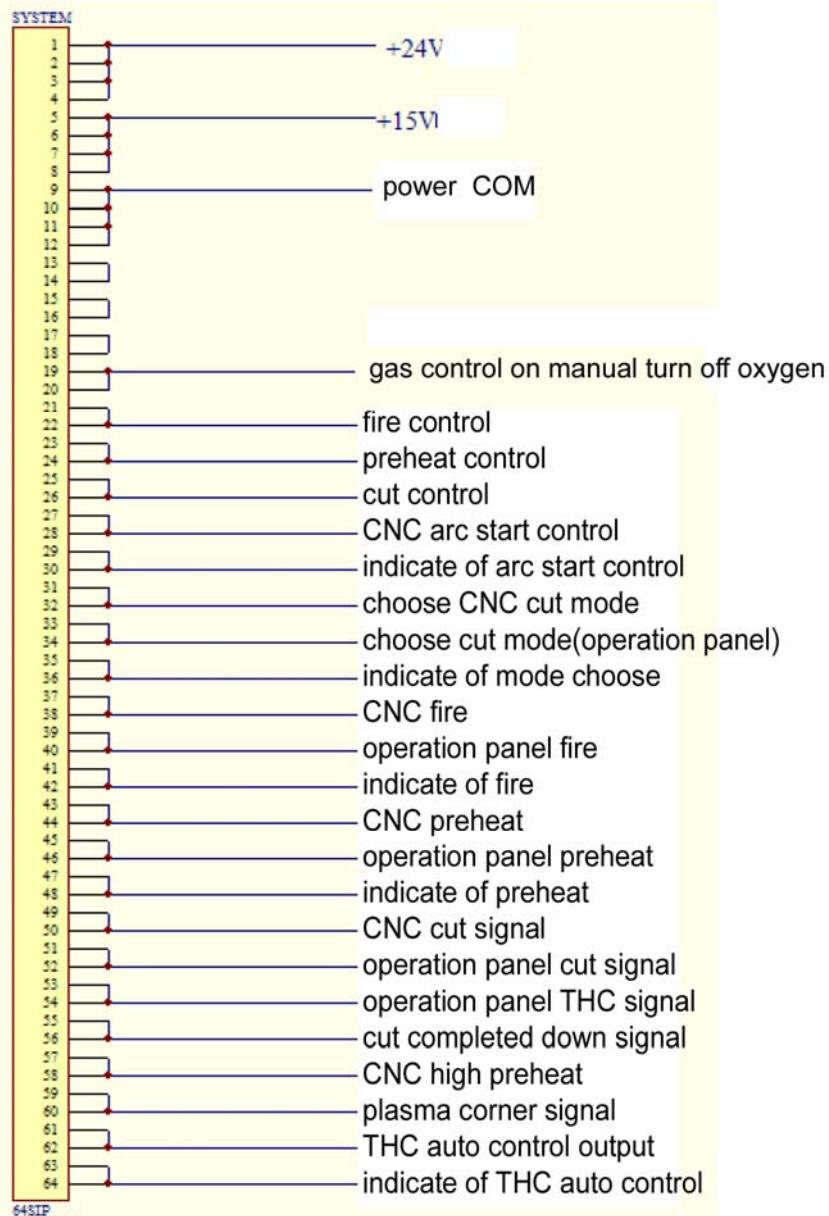 SYSTEM
1
2
3
4
5
6
7
8
9
10
11
12
13
14
15
16
17
18
19
20
21
22
23
24
25
26
27
28
29
30
31
32
33
34
35
36
37
38
39
40
41
42
43
44
45
46
47
48
49
50
51
52
53
54
55
56
57
58
59
60
61
62
63
64
64SIP
+24V
+15V
power COM
gas control on manual turn off oxygen
fire control
preheat control
cut control
CNC arc start control
indicate of arc start control
choose CNC cut mode
choose cut mode(operation panel)
indicate of mode choose
CNC fire
operation panel fire
indicate of fire
CNC preheat
operation panel preheat
indicate of preheat
CNC cut signal
operation panel cut signal
operation panel THC signal
cut completed down signal
CNC high preheat
plasma corner signal
THC auto control output
indicate of THC auto control